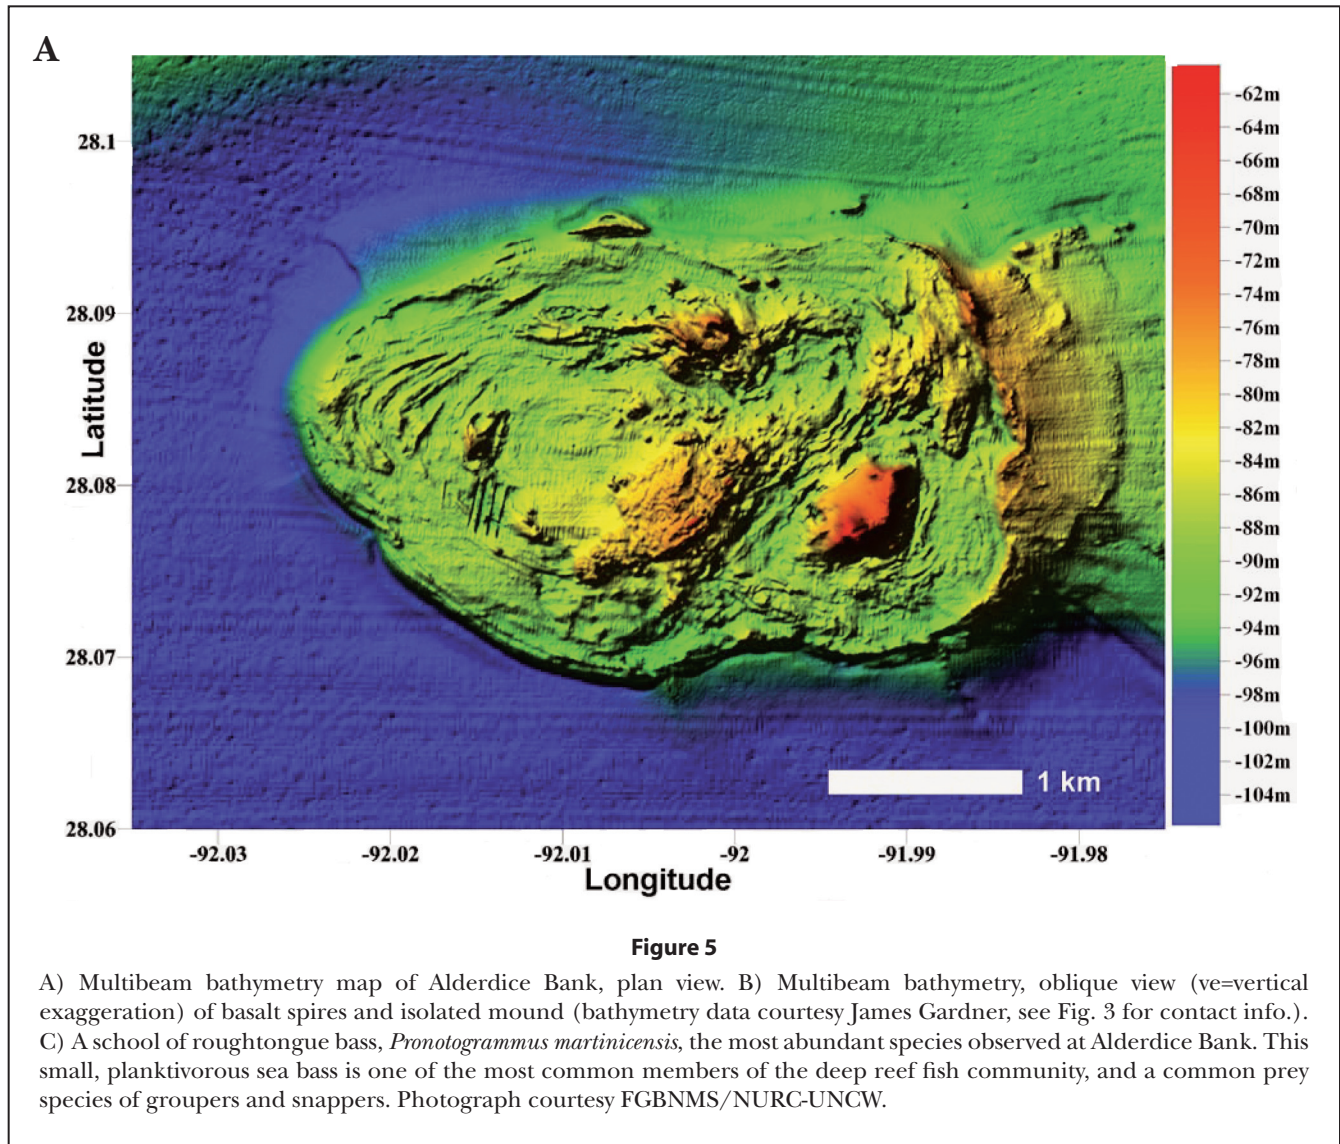 A
-62m
-64m
-66m
-68m
-70m
-72m
-74m
-76m
-78m
-80m
-82m
-84m
-86m
-88m
-90m
-92m
-94m
-96m
-98m
-100m
-102m
-104m
28.1
28.09
28.08
28.07
28.06
Latitude
1 km
-92.03
-92.02
-92.01
-92
-91.99
-91.98
Longitude
Figure 5
A) Multibeam bathymetry map of Alderdice Bank, plan view. B) Multibeam bathymetry, oblique view (ve=vertical
exaggeration) of basalt spires and isolated mound (bathymetry data courtesy James Gardner, see Fig. 3 for contact info.).
C) A school of roughtongue bass, Pronotogrammus martinicensis, the most abundant species observed at Alderdice Bank. This
small, planktivorous sea bass is one of the most common members of the deep reef fish community, and a common prey
species of groupers and snappers. Photograph courtesy FGBNMS/NURC-UNCW.